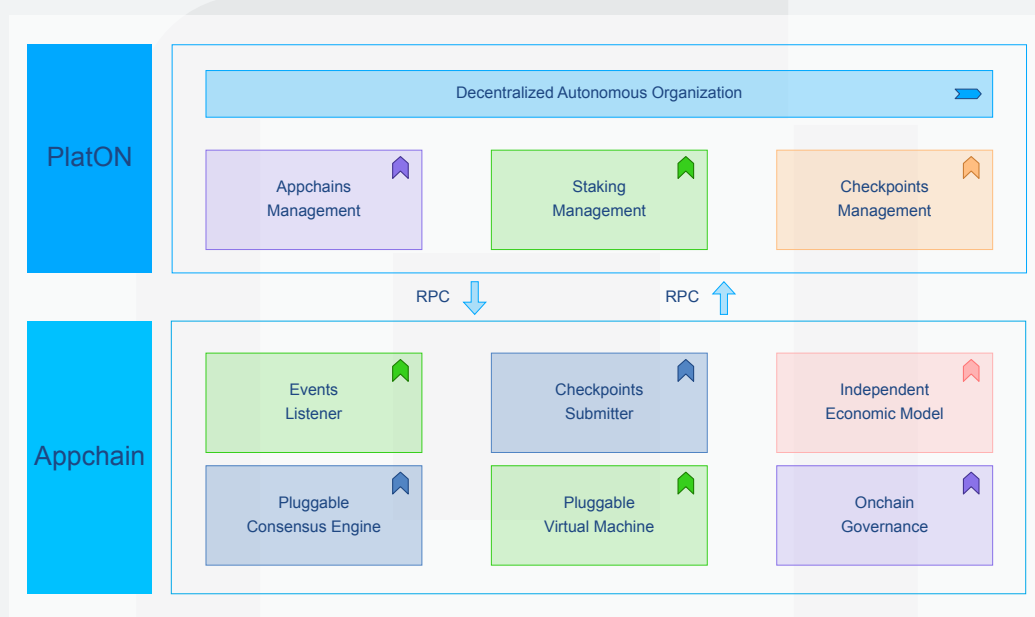 PlatON
Decentralized Autonomous Organization
Appchains
Management
Staking
Management
Checkpoints
Management
RPC
RPC
Appchain
Events
Listener
Checkpoints
Submitter
Independent
Economic Model
Pluggable
Consensus Engine
Pluggable
Virtual Machine
Onchain
Governance